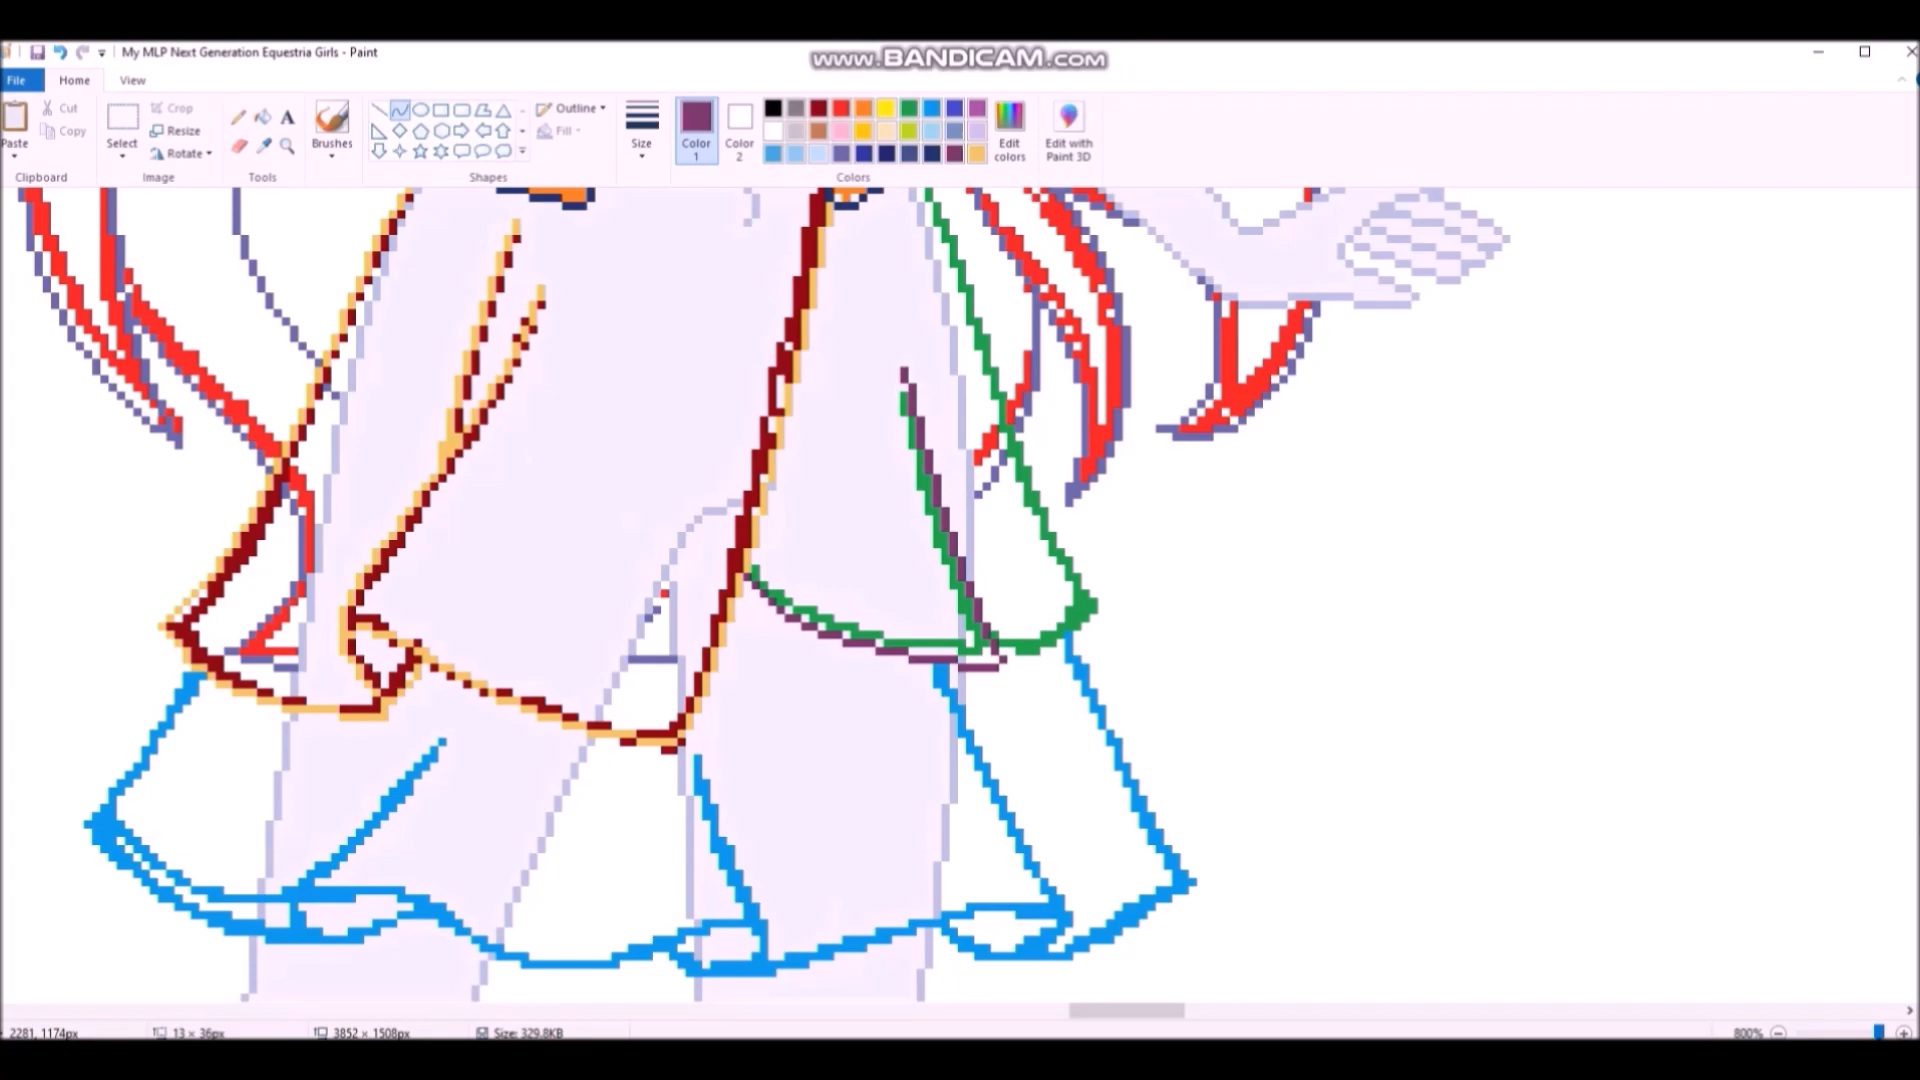 My MLP Next Generation Equestria Girls - Paint
www.BANDICAM.com
File Home View
Cut
Copy
Paste
Clipboard
Select
Crop
Resize
Rotate
Image
A
Tools
Brushes
Outline
Fill
Shapes
Size
Color 1
Color 2
Edit colors
Colors
Edit with Paint 3D
2281, 1174px
13 × 36px
3852 × 1508px
Size: 329.8KB
800%